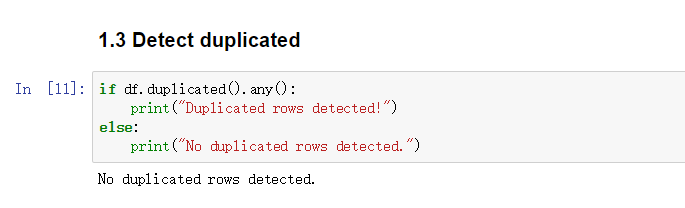 1.3 Detect duplicated
In [11]: if df.duplicated().any():
    print("Duplicated rows detected!")
else:
    print("No duplicated rows detected.")
No duplicated rows detected.